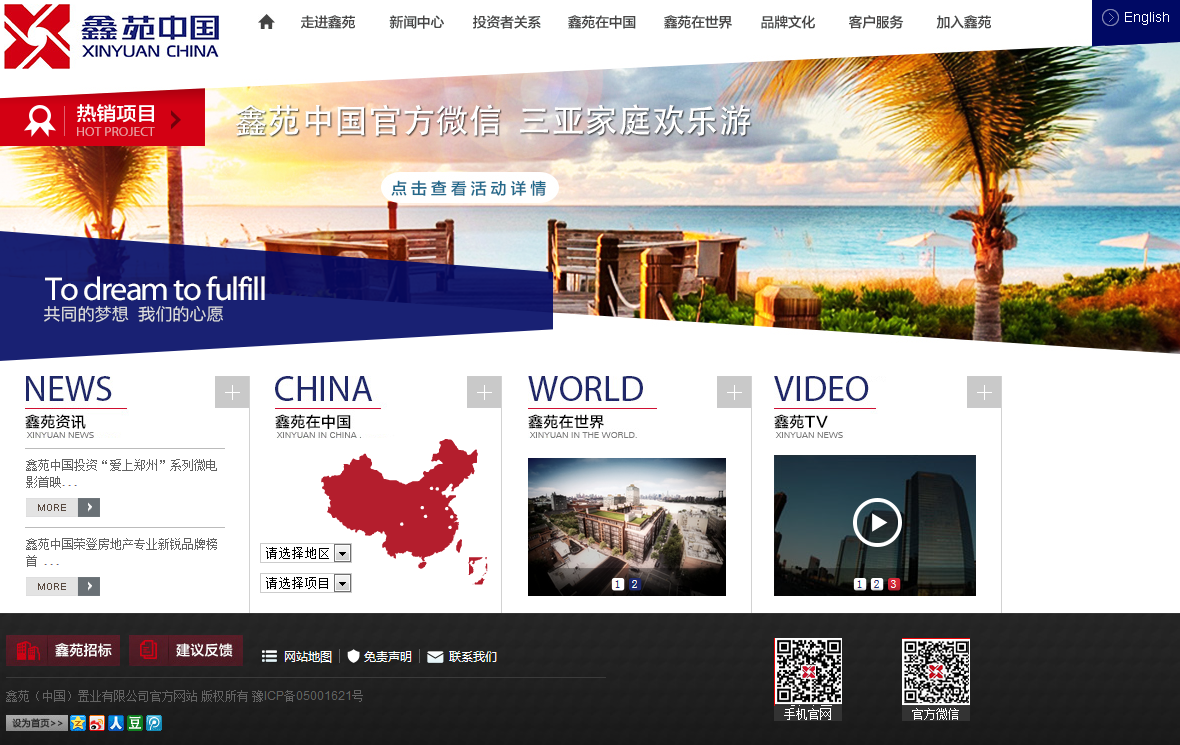 鑫苑中国
XINYUAN CHINA
走进鑫苑 新闻中心 投资者关系 鑫苑在中国 鑫苑在世界 品牌文化 客户服务 加入鑫苑
English
热销项目
HOT PROJECT
鑫苑中国官方微信 三亚家庭欢乐游
点击查看活动详情
To dream to fulfill
共同的梦想 我们的心愿
NEWS
鑫苑资讯
XINYUAN NEWS
鑫苑中国投资“爱上郑州”系列微电
影首映...
MORE
鑫苑中国荣登房地产专业新锐品牌榜
首 ...
MORE
CHINA
鑫苑在中国
XINYUAN IN CHINA .
请选择地区
请选择项目
WORLD
鑫苑在世界
XINYUAN IN THE WORLD.
1 2
VIDEO
鑫苑TV
XINYUAN NEWS
1 2 3
鑫苑招标 建议反馈 网站地图 免责声明 联系我们
鑫苑（中国）置业有限公司官方网站 版权所有 豫ICP备05001621号
设为首页>>
人 豆
手机官网
官方微信